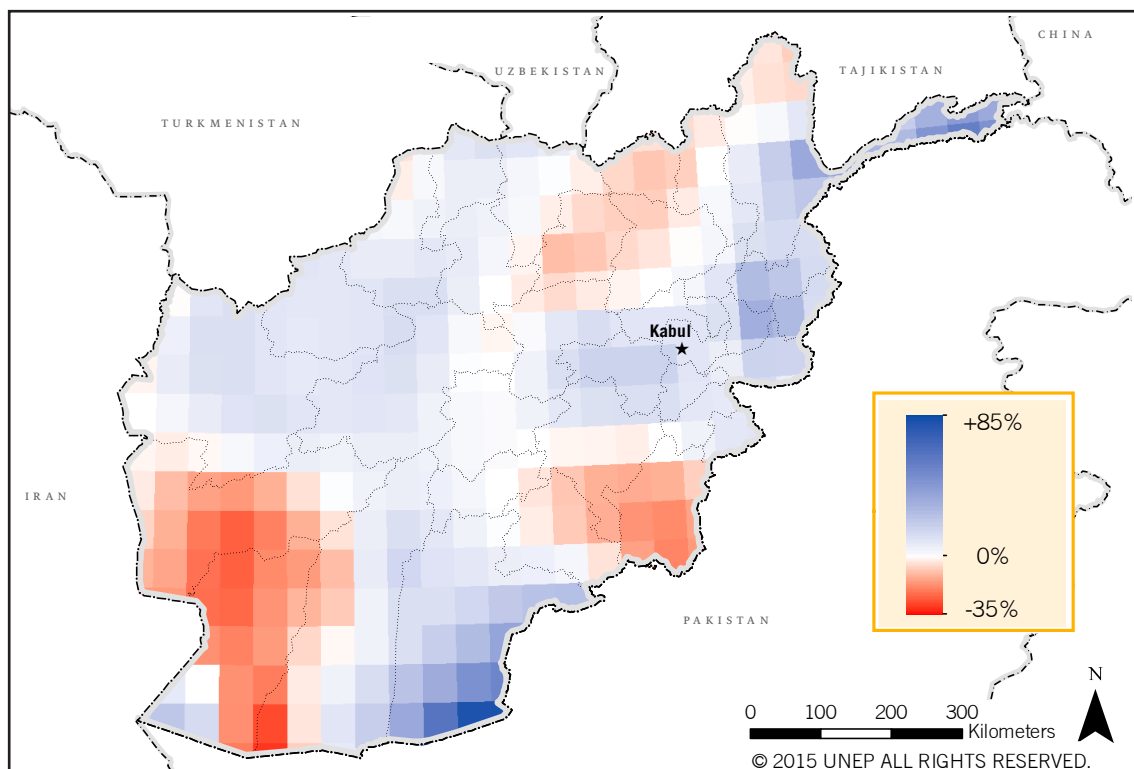 CHINA
UZBEKISTAN
TAJIKISTAN
TURKMENISTAN
Kabul
+85%
0%
-35%
IRAN
PAKISTAN
N
0 100 200 300
Kilometers
© 2015 UNEP ALL RIGHTS RESERVED.